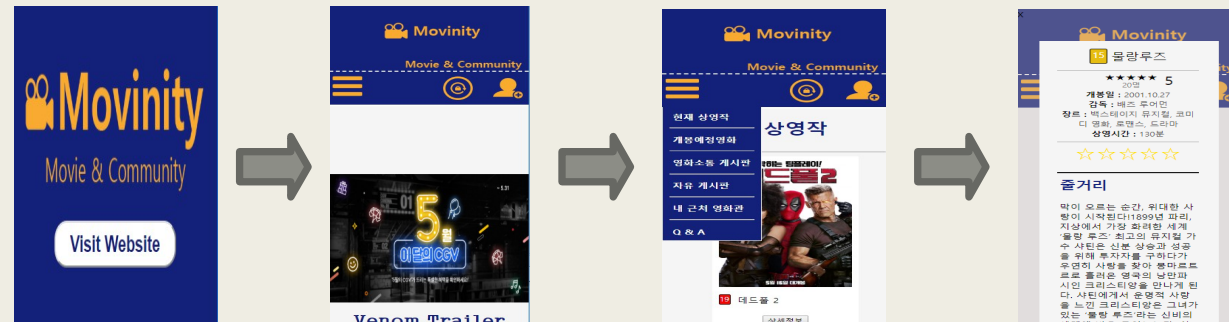 Movinity
Movie & Community
Visit Website
Movinity
Movie & Community
5월
이달의CGV
Venom Trailer
Movinity
Movie & Community
현재 상영작
개봉예정영화
영화소통 게시판
자유 게시판
내 근처 영화관
Q & A
상영작
드풀2
19 데드풀 2
상세정보
x
Movinity
15 물랑루즈
★★★★★ 5
20명
개봉일 : 2001.10.27
감독 : 배즈 루어먼
장르 : 백스테이지 뮤지컬, 코미
디 영화, 로맨스, 드라마
상영시간 : 130분
☆☆☆☆☆
줄거리
막이 오르는 순간, 위대한 사
랑이 시작된다!1899년 파리,
지상에서 가장 화려한 세계
'물랑 루즈' 최고의 뮤지컬 가
수 샤틴은 신분 상승과 성공
을 위해 투자자를 구하다가
우연히 사랑을 찾아 몽마르트
르로 흘러온 영국의 낭만파
시인 크리스티앙을 만나게 된
다. 샤틴에게서 운명적 사랑
을 느낀 크리스티앙은 그녀가
있는 '물랑 루즈'라는 신비의